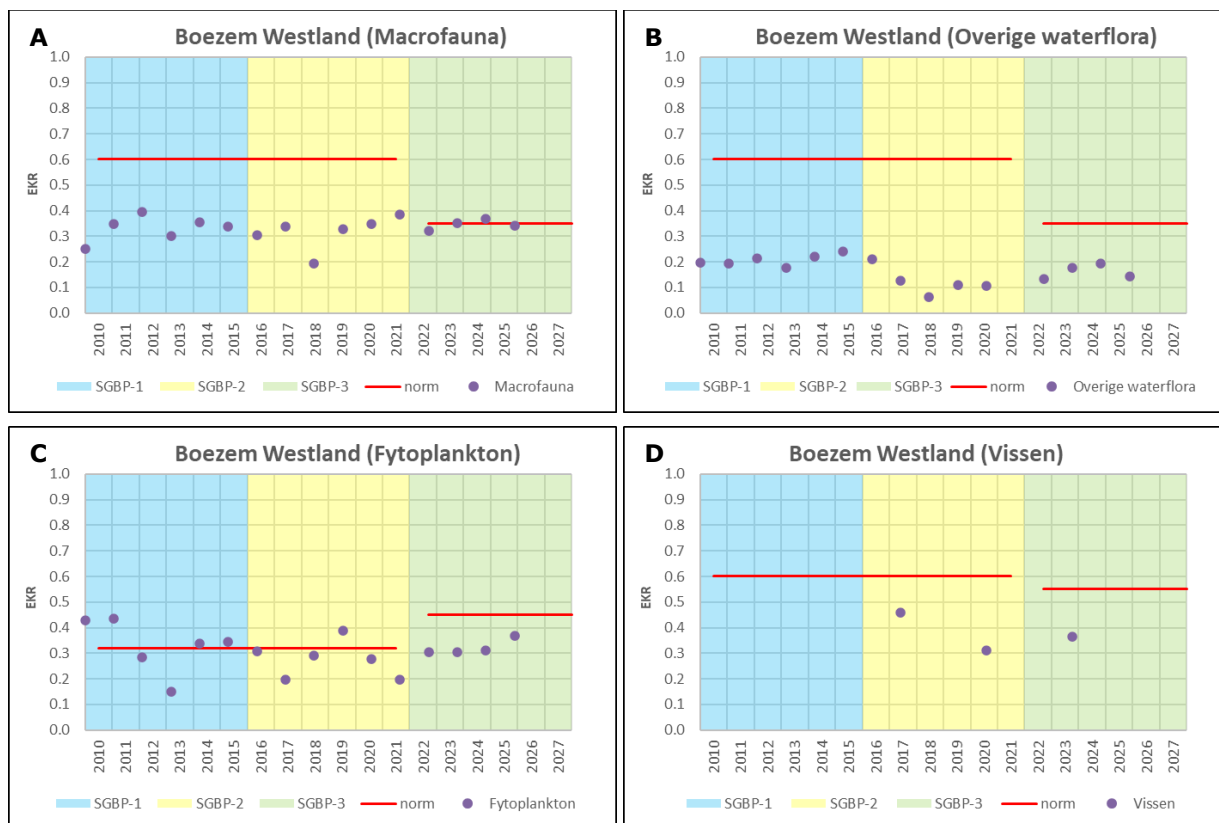 A
Boezem Westland (Macrofauna)
1.0
0.9
0.8
0.7
0.6
0.5
0.4
0.3
0.2
0.1
0.0
EKR
2010 2011 2012 2013 2014 2015 2016 2017 2018 2019 2020 2021 2022 2023 2024 2025 2026 2027
SGBP-1 SGBP-2 SGBP-3 norm Macrofauna
B
Boezem Westland (Overige waterflora)
1.0
0.9
0.8
0.7
0.6
0.5
0.4
0.3
0.2
0.1
0.0
EKR
2010 2011 2012 2013 2014 2015 2016 2017 2018 2019 2020 2021 2022 2023 2024 2025 2026 2027
SGBP-1 SGBP-2 SGBP-3 norm Overige waterflora
C
Boezem Westland (Fytoplankton)
1.0
0.9
0.8
0.7
0.6
0.5
0.4
0.3
0.2
0.1
0.0
EKR
2010 2011 2012 2013 2014 2015 2016 2017 2018 2019 2020 2021 2022 2023 2024 2025 2026 2027
SGBP-1 SGBP-2 SGBP-3 norm Fytoplankton
D
Boezem Westland (Vissen)
1.0
0.9
0.8
0.7
0.6
0.5
0.4
0.3
0.2
0.1
0.0
EKR
2010 2011 2012 2013 2014 2015 2016 2017 2018 2019 2020 2021 2022 2023 2024 2025 2026 2027
SGBP-1 SGBP-2 SGBP-3 norm Vissen